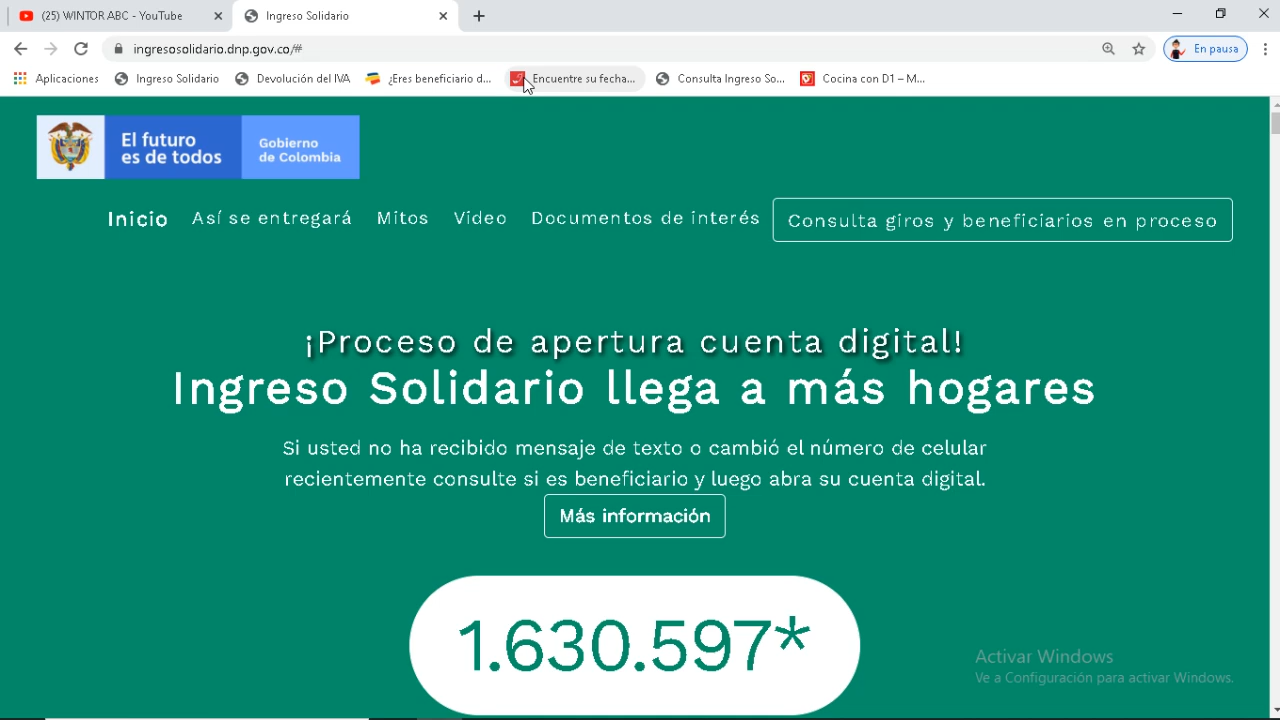 (25) WINTOR ABC - YouTube
Ingreso Solidario
ingresosolidario.dnp.gov.co/#
En pausa
Aplicaciones
Ingreso Solidario
Devolución del IVA
¿Eres beneficiario d...
Encuentre su fecha...
Consulta Ingreso So...
Cocina con D1 – M...
El futuro
es de todos
Gobierno
de Colombia
Inicio
Así se entregará
Mitos
Video
Documentos de interés
Consulta giros y beneficiarios en proceso
¡Proceso de apertura cuenta digital!
Ingreso Solidario llega a más hogares
Si usted no ha recibido mensaje de texto o cambió el número de celular
recientemente consulte si es beneficiario y luego abra su cuenta digital.
Más información
1.630.597*
Activar Windows
Ve a Configuración para activar Windows.